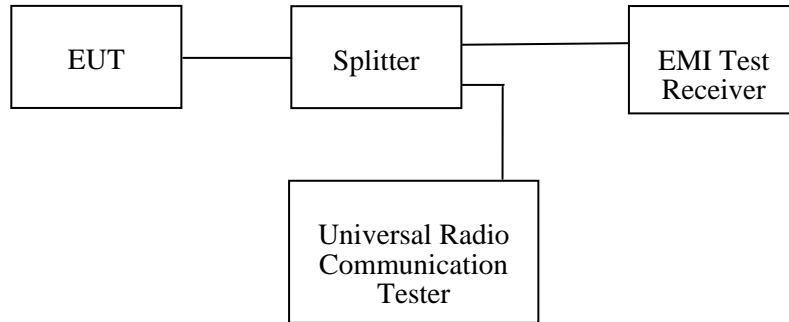 EUT
Splitter
EMI Test
Receiver
Universal Radio
Communication
Tester